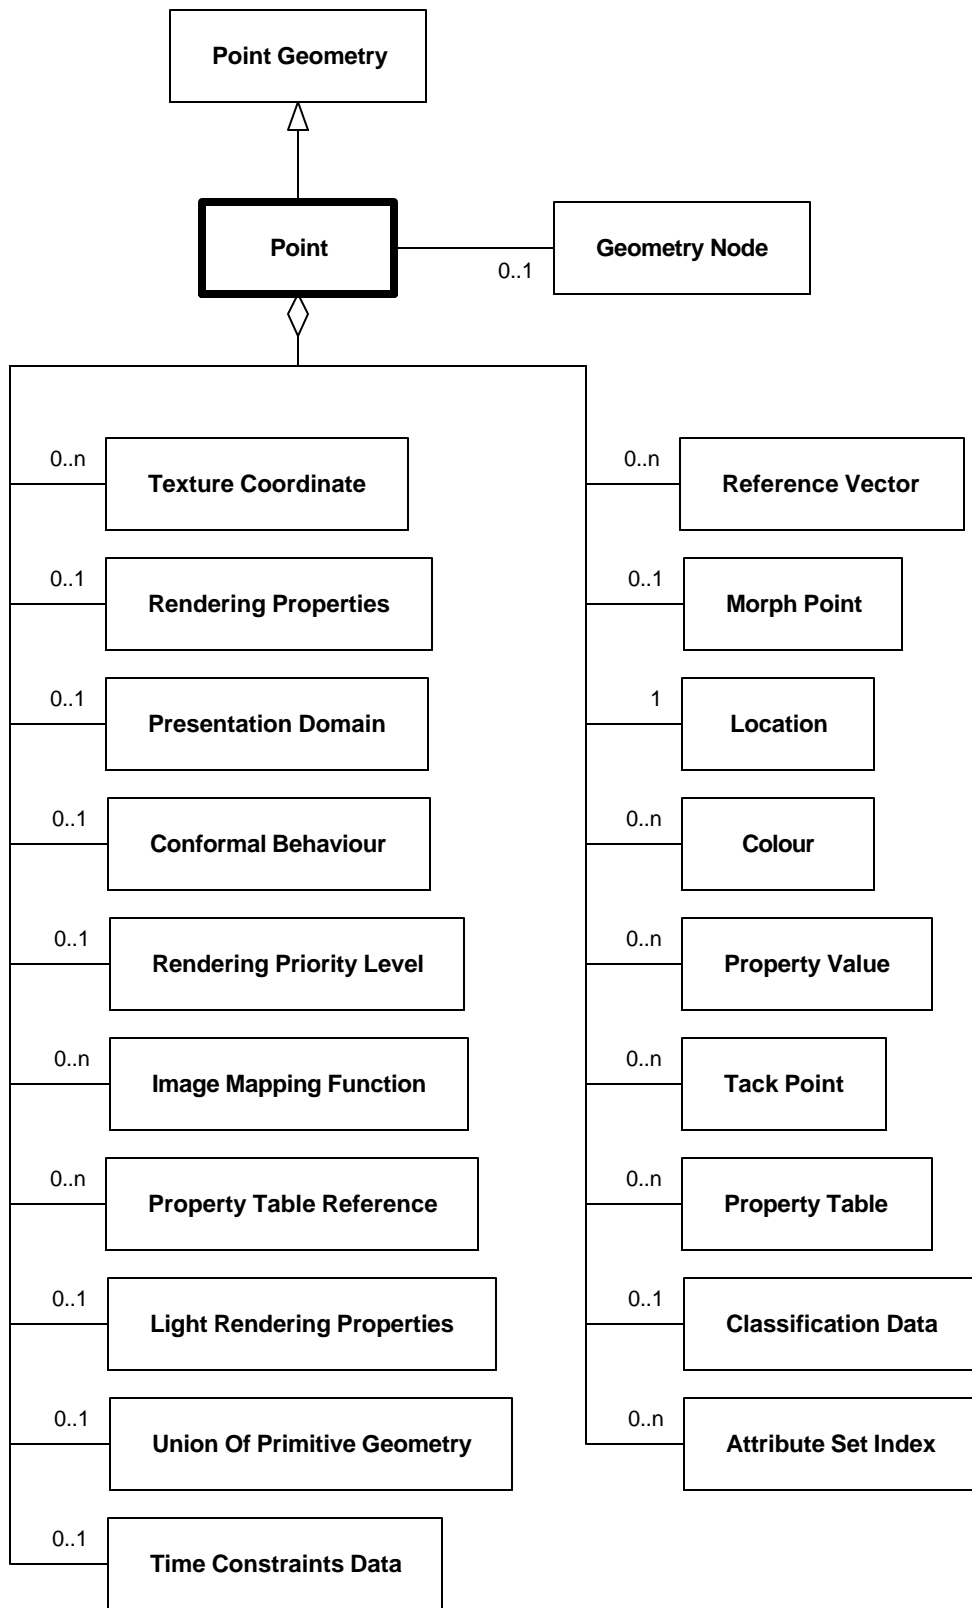 Point Geometry
Point
0..1
Geometry Node
0..n
Texture Coordinate
0..1
Rendering Properties
0..1
Presentation Domain
0..1
Conformal Behaviour
0..1
Rendering Priority Level
0..n
Image Mapping Function
0..n
Property Table Reference
0..1
Light Rendering Properties
0..1
Union Of Primitive Geometry
0..1
Time Constraints Data
0..n
Reference Vector
0..1
Morph Point
1
Location
0..n
Colour
0..n
Property Value
0..n
Tack Point
0..n
Property Table
0..1
Classification Data
0..n
Attribute Set Index